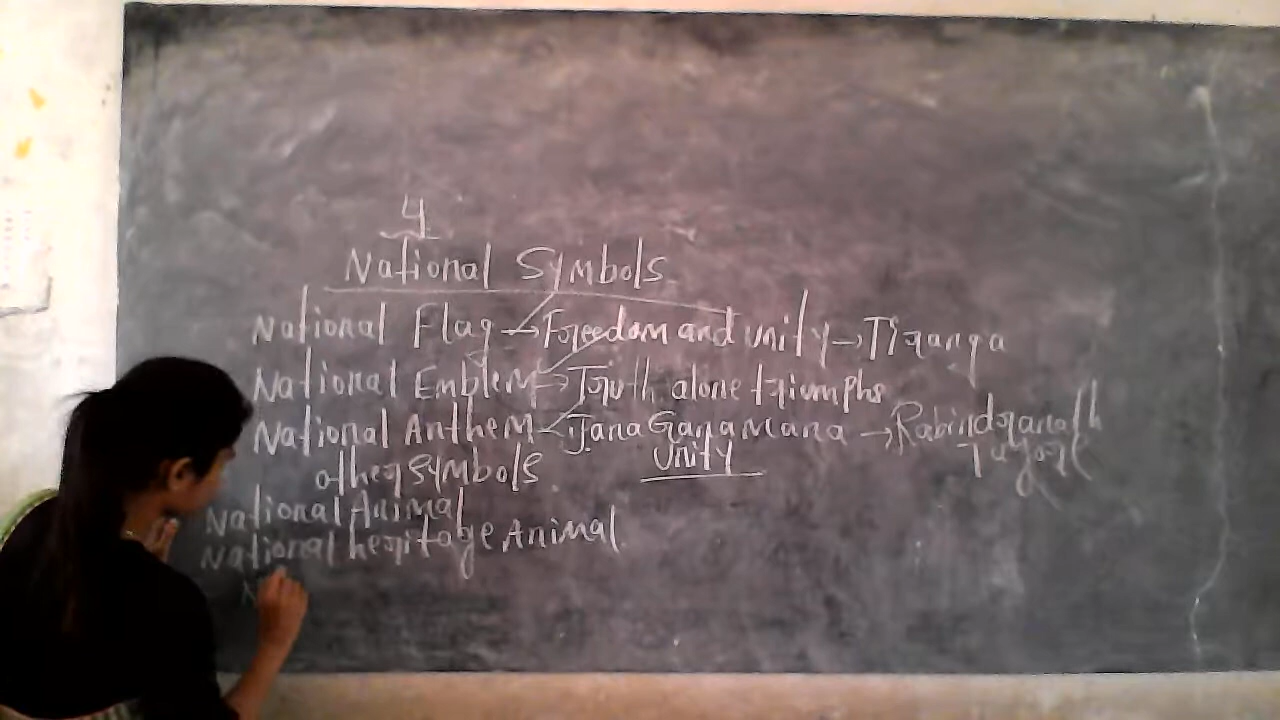 4
National Symbols
National Flag → Freedom and unity → Tiranga
National Emblem → Truth alone triumphs
National Anthem → Jana Gana Mana → Rabindranath
Tagore
Unity
other symbols
National Animal
National heritage Animal
N